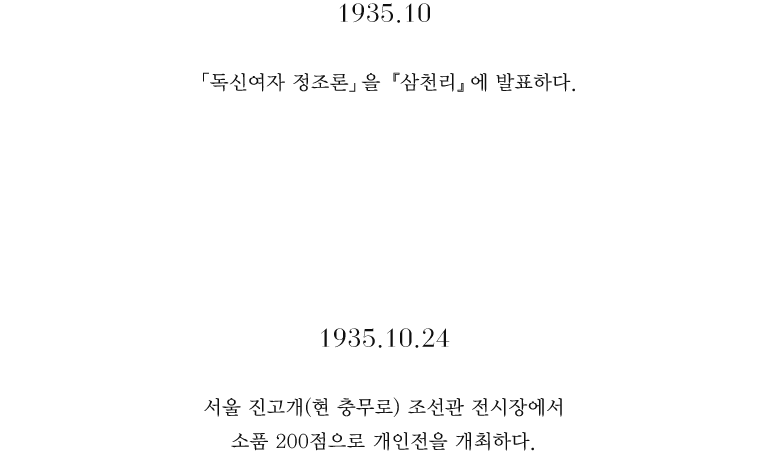 1935.10
「독신여자 정조론」을 『삼천리』에 발표하다.
1935.10.24
서울 진고개(현 충무로) 조선관 전시장에서
소품 200점으로 개인전을 개최하다.